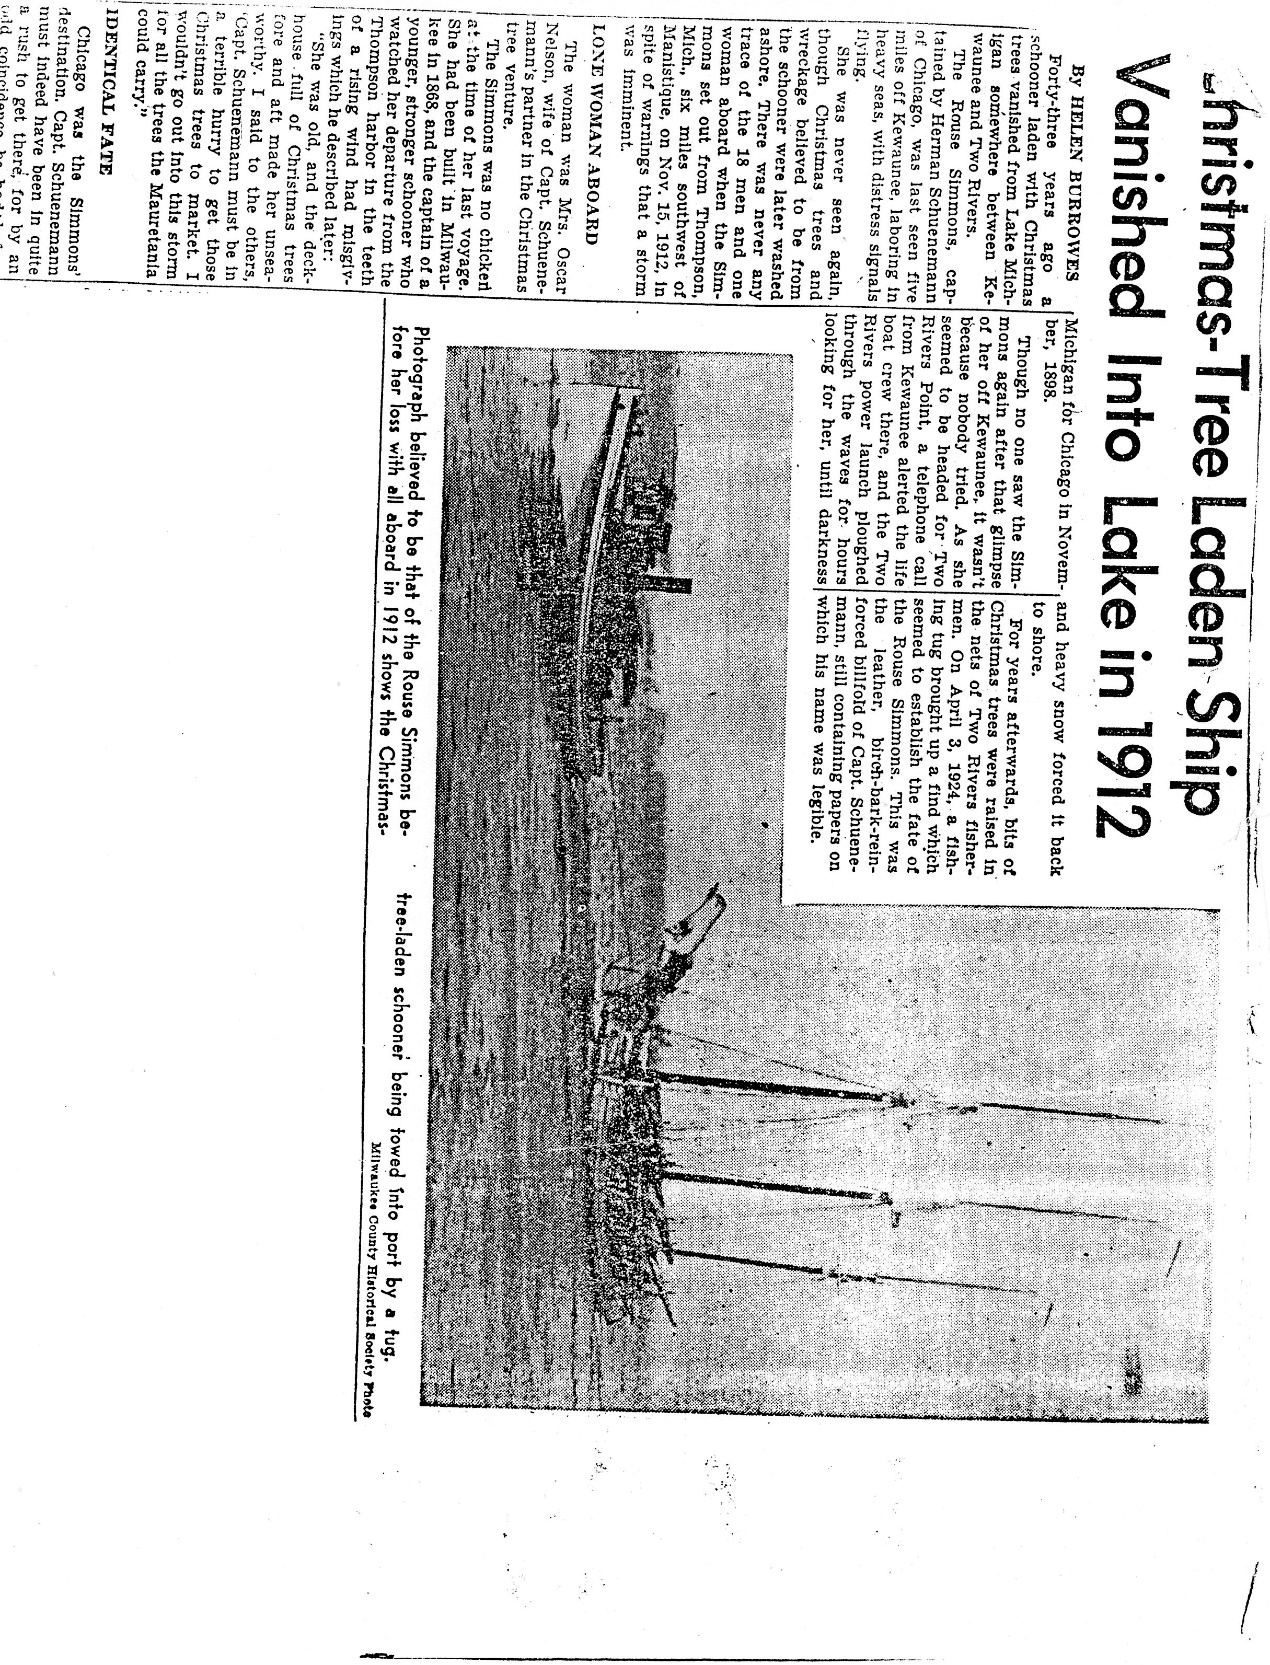 hristmas-Tree Laden Ship
Vanished Into Lake in 1912
By HELEN BURROWES
Forty-three years ago a
schooner laden with Christmas
trees vanished from Lake Mich-
igan somewhere between Ke-
waunee and Two Rivers.
The Rouse Simmons, cap-
tained by Herman Schuenemann
of Chicago, was last seen five
miles off Kewaunee, laboring in
heavy seas, with distress signals
flying.
She was never seen again,
though Christmas trees and
wreckage believed to be from
the schooner were later washed
ashore. There was never any
trace of the 18 men and one
woman aboard when the Sim-
mons set out from Thompson,
Mich., six miles southwest of
Manistique, on Nov. 15, 1912, in
spite of warnings that a storm
was imminent.
LONE WOMAN ABOARD
The woman was Mrs. Oscar
Nelson, wife of Capt. Schuene-
mann's partner in the Christmas
tree venture.
The Simmons was no chicken
at the time of her last voyage.
She had been built in Milwau-
kee in 1868, and the captain of a
younger, stronger schooner who
watched her departure from the
Thompson harbor in the teeth
of a rising wind had misgiv-
ings which he described later:
"She was old, and the deck-
house full of Christmas trees
fore and aft made her unsea-
worthy. I said to the others,
'Capt. Schuenemann must be in
a terrible hurry to get those
Christmas trees to market. I
wouldn't go out into this storm
for all the trees the Mauretania
could carry.'"
IDENTICAL FATE
Chicago was the Simmons'
destination. Capt. Schuenemann
must indeed have been in quite
a rush to get there, for by an
Michigan for Chicago in Novem-
ber, 1898.
Though no one saw the Sim-
mons again after that glimpse
of her off Kewaunee, it wasn't
because nobody tried. As she
seemed to be headed for Two
Rivers Point, a telephone call
from Kewaunee alerted the life
boat crew there, and the Two
Rivers power launch ploughed
through the waves for hours
looking for her, until darkness
and heavy snow forced it back
to shore.
For years afterwards, bits of
Christmas trees were raised in
the nets of Two Rivers fisher-
men. On April 3, 1924, a fish-
ing tug brought up a find which
seemed to establish the fate of
the Rouse Simmons. This was
the leather, birch-bark-rein-
forced billfold of Capt. Schuene-
mann, still containing papers on
which his name was legible.
Photograph believed to be that of the Rouse Simmons be-
fore her loss with all aboard in 1912 shows the Christmas-
tree-laden schooner being towed into port by a tug.
Milwaukee County Historical Society Photo